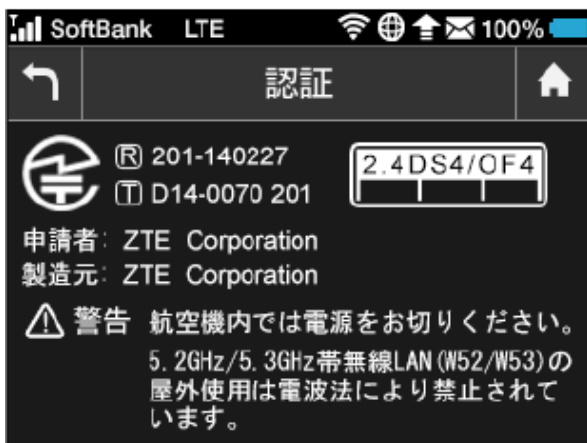 SoftBank LTE 100%
認証
R 201-140227
T D14-0070 201
2.4DS4/OF4
申請者: ZTE Corporation
製造元: ZTE Corporation
警告 航空機内では電源をお切りください。
5.2GHz/5.3GHz帯無線LAN(W52/W53)の
屋外使用は電波法により禁止されて
います。